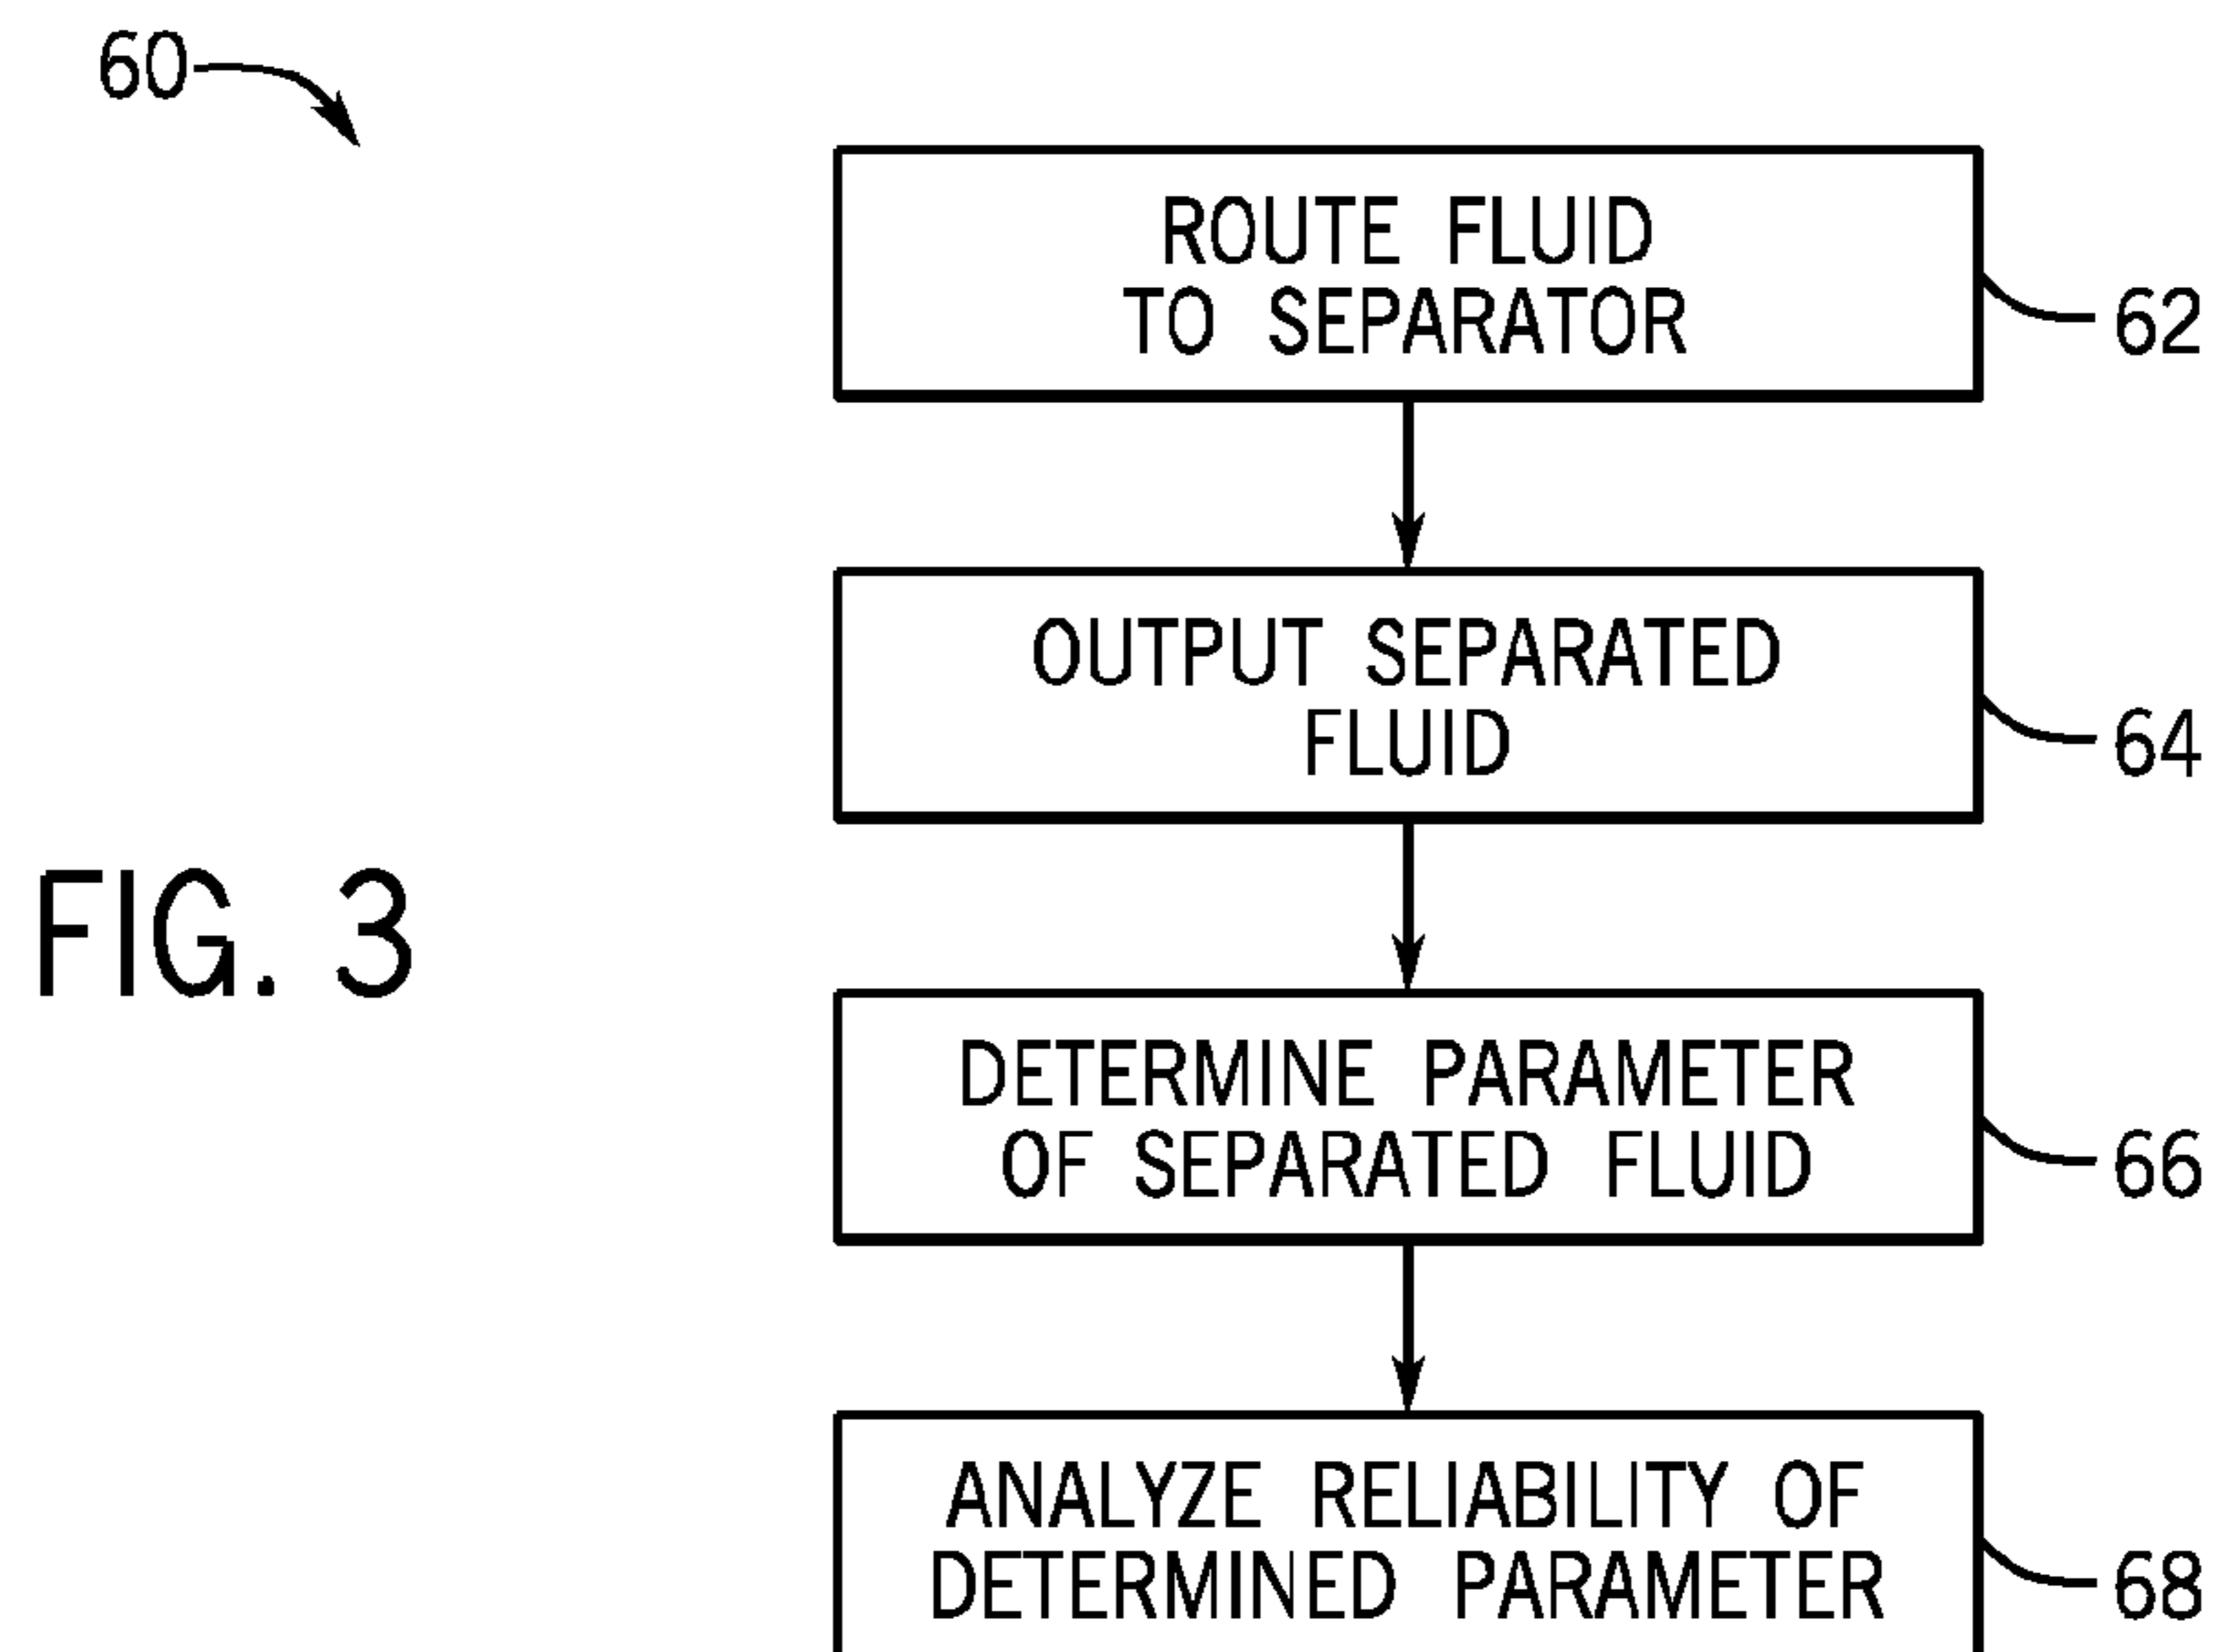 60
ROUTE FLUID
TO SEPARATOR
62
OUTPUT SEPARATED
FLUID
64
FIG. 3
DETERMINE PARAMETER
OF SEPARATED FLUID
66
ANALYZE RELIABILITY OF
DETERMINED PARAMETER
68